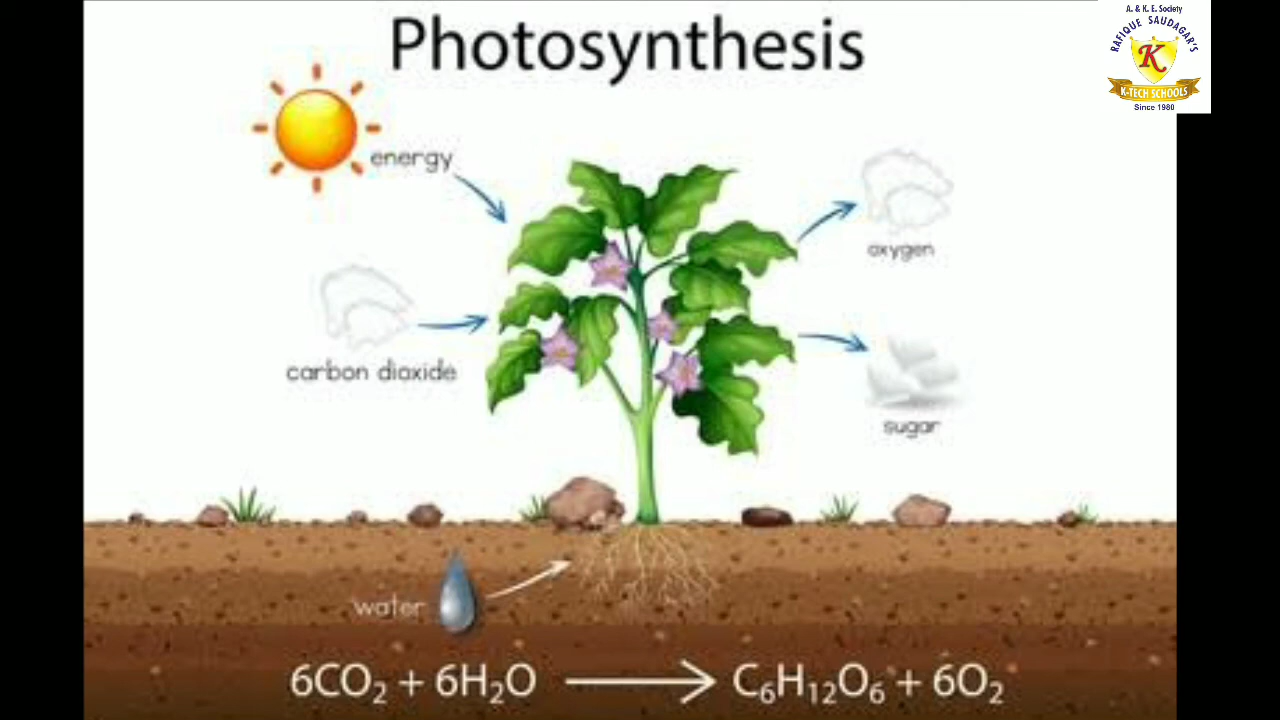 Photosynthesis
A. & K. E. Society
RAFIQUE SAUDAGAR'S
K
K-TECH SCHOOLS
Since 1980
energy
oxygen
carbon dioxide
sugar
water
6CO₂ + 6H₂O ⟶ C₆H₁₂O₆ + 6O₂